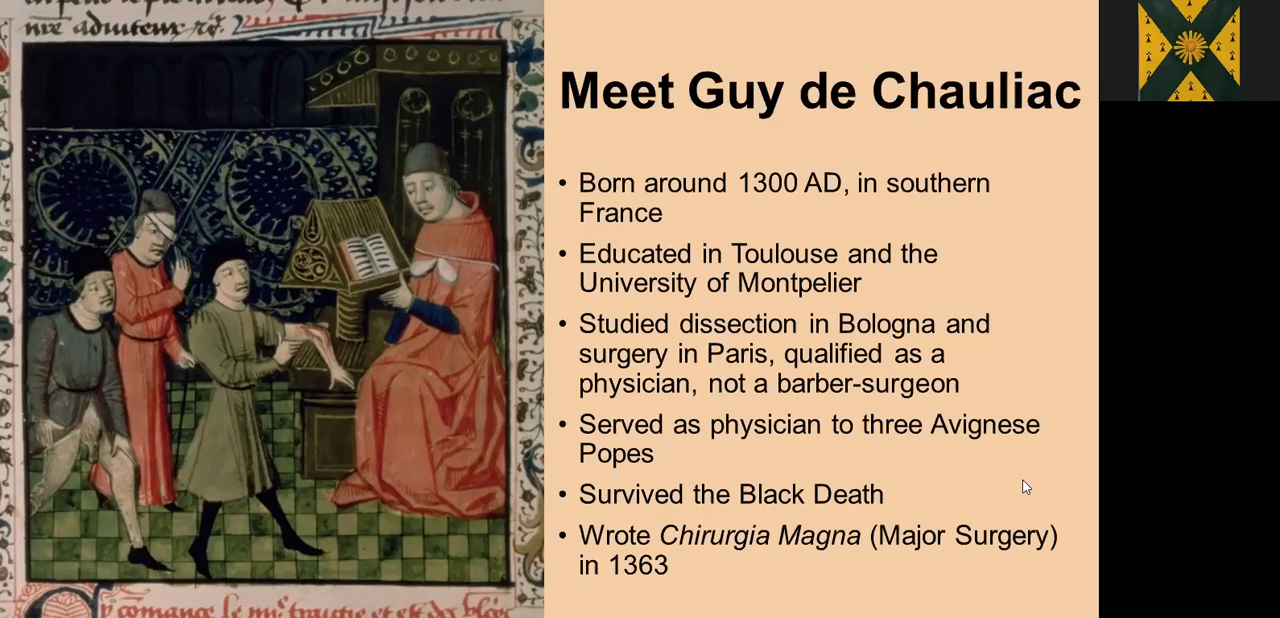 nire adiuteux
Meet Guy de Chauliac
• Born around 1300 AD, in southern
France
• Educated in Toulouse and the
University of Montpelier
• Studied dissection in Bologna and
surgery in Paris, qualified as a
physician, not a barber-surgeon
• Served as physician to three Avignese
Popes
• Survived the Black Death
• Wrote Chirurgia Magna (Major Surgery)
in 1363